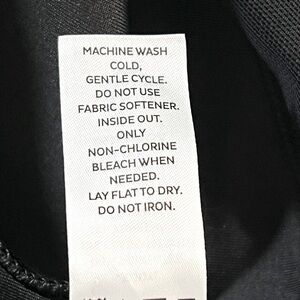 MACHINE WASH
COLD,
GENTLE CYCLE.
DO NOT USE
FABRIC SOFTENER.
INSIDE OUT.
ONLY
NON-CHLORINE
BLEACH WHEN
NEEDED.
LAY FLAT TO DRY.
DO NOT IRON.